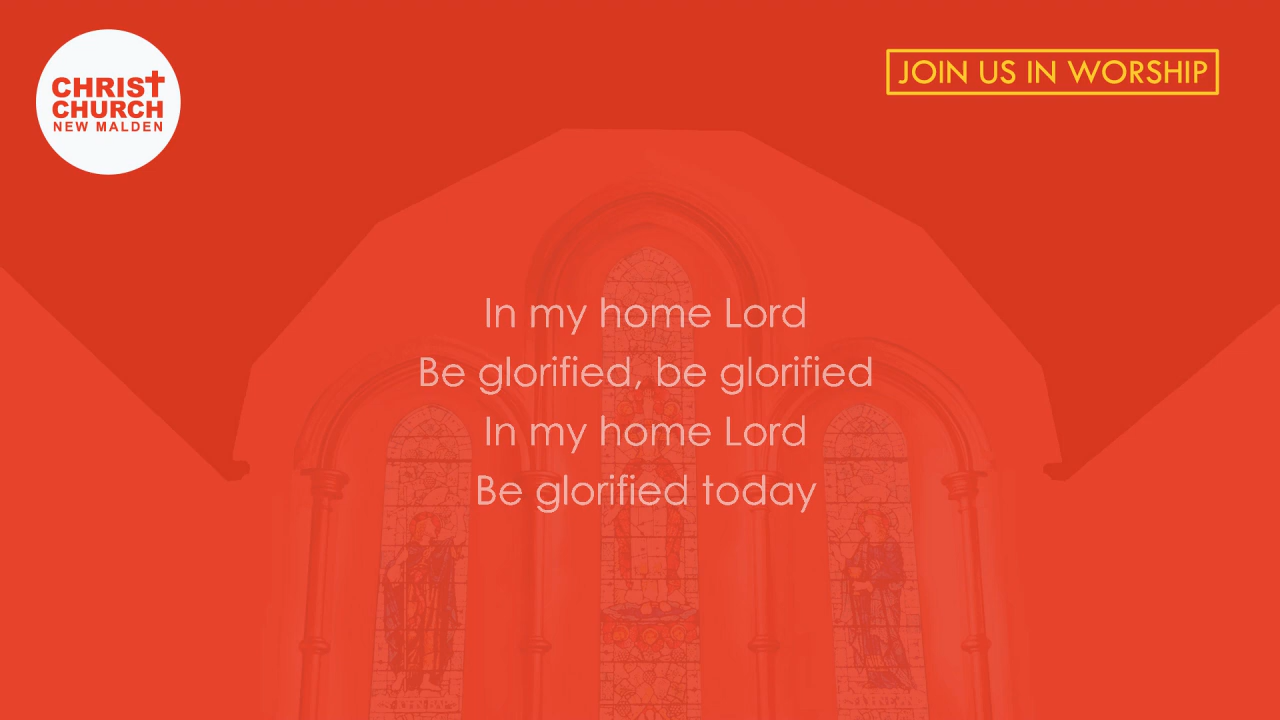 CHRIST
CHURCH
NEW MALDEN
JOIN US IN WORSHIP
In my home Lord
Be glorified, be glorified
In my home Lord
Be glorified today